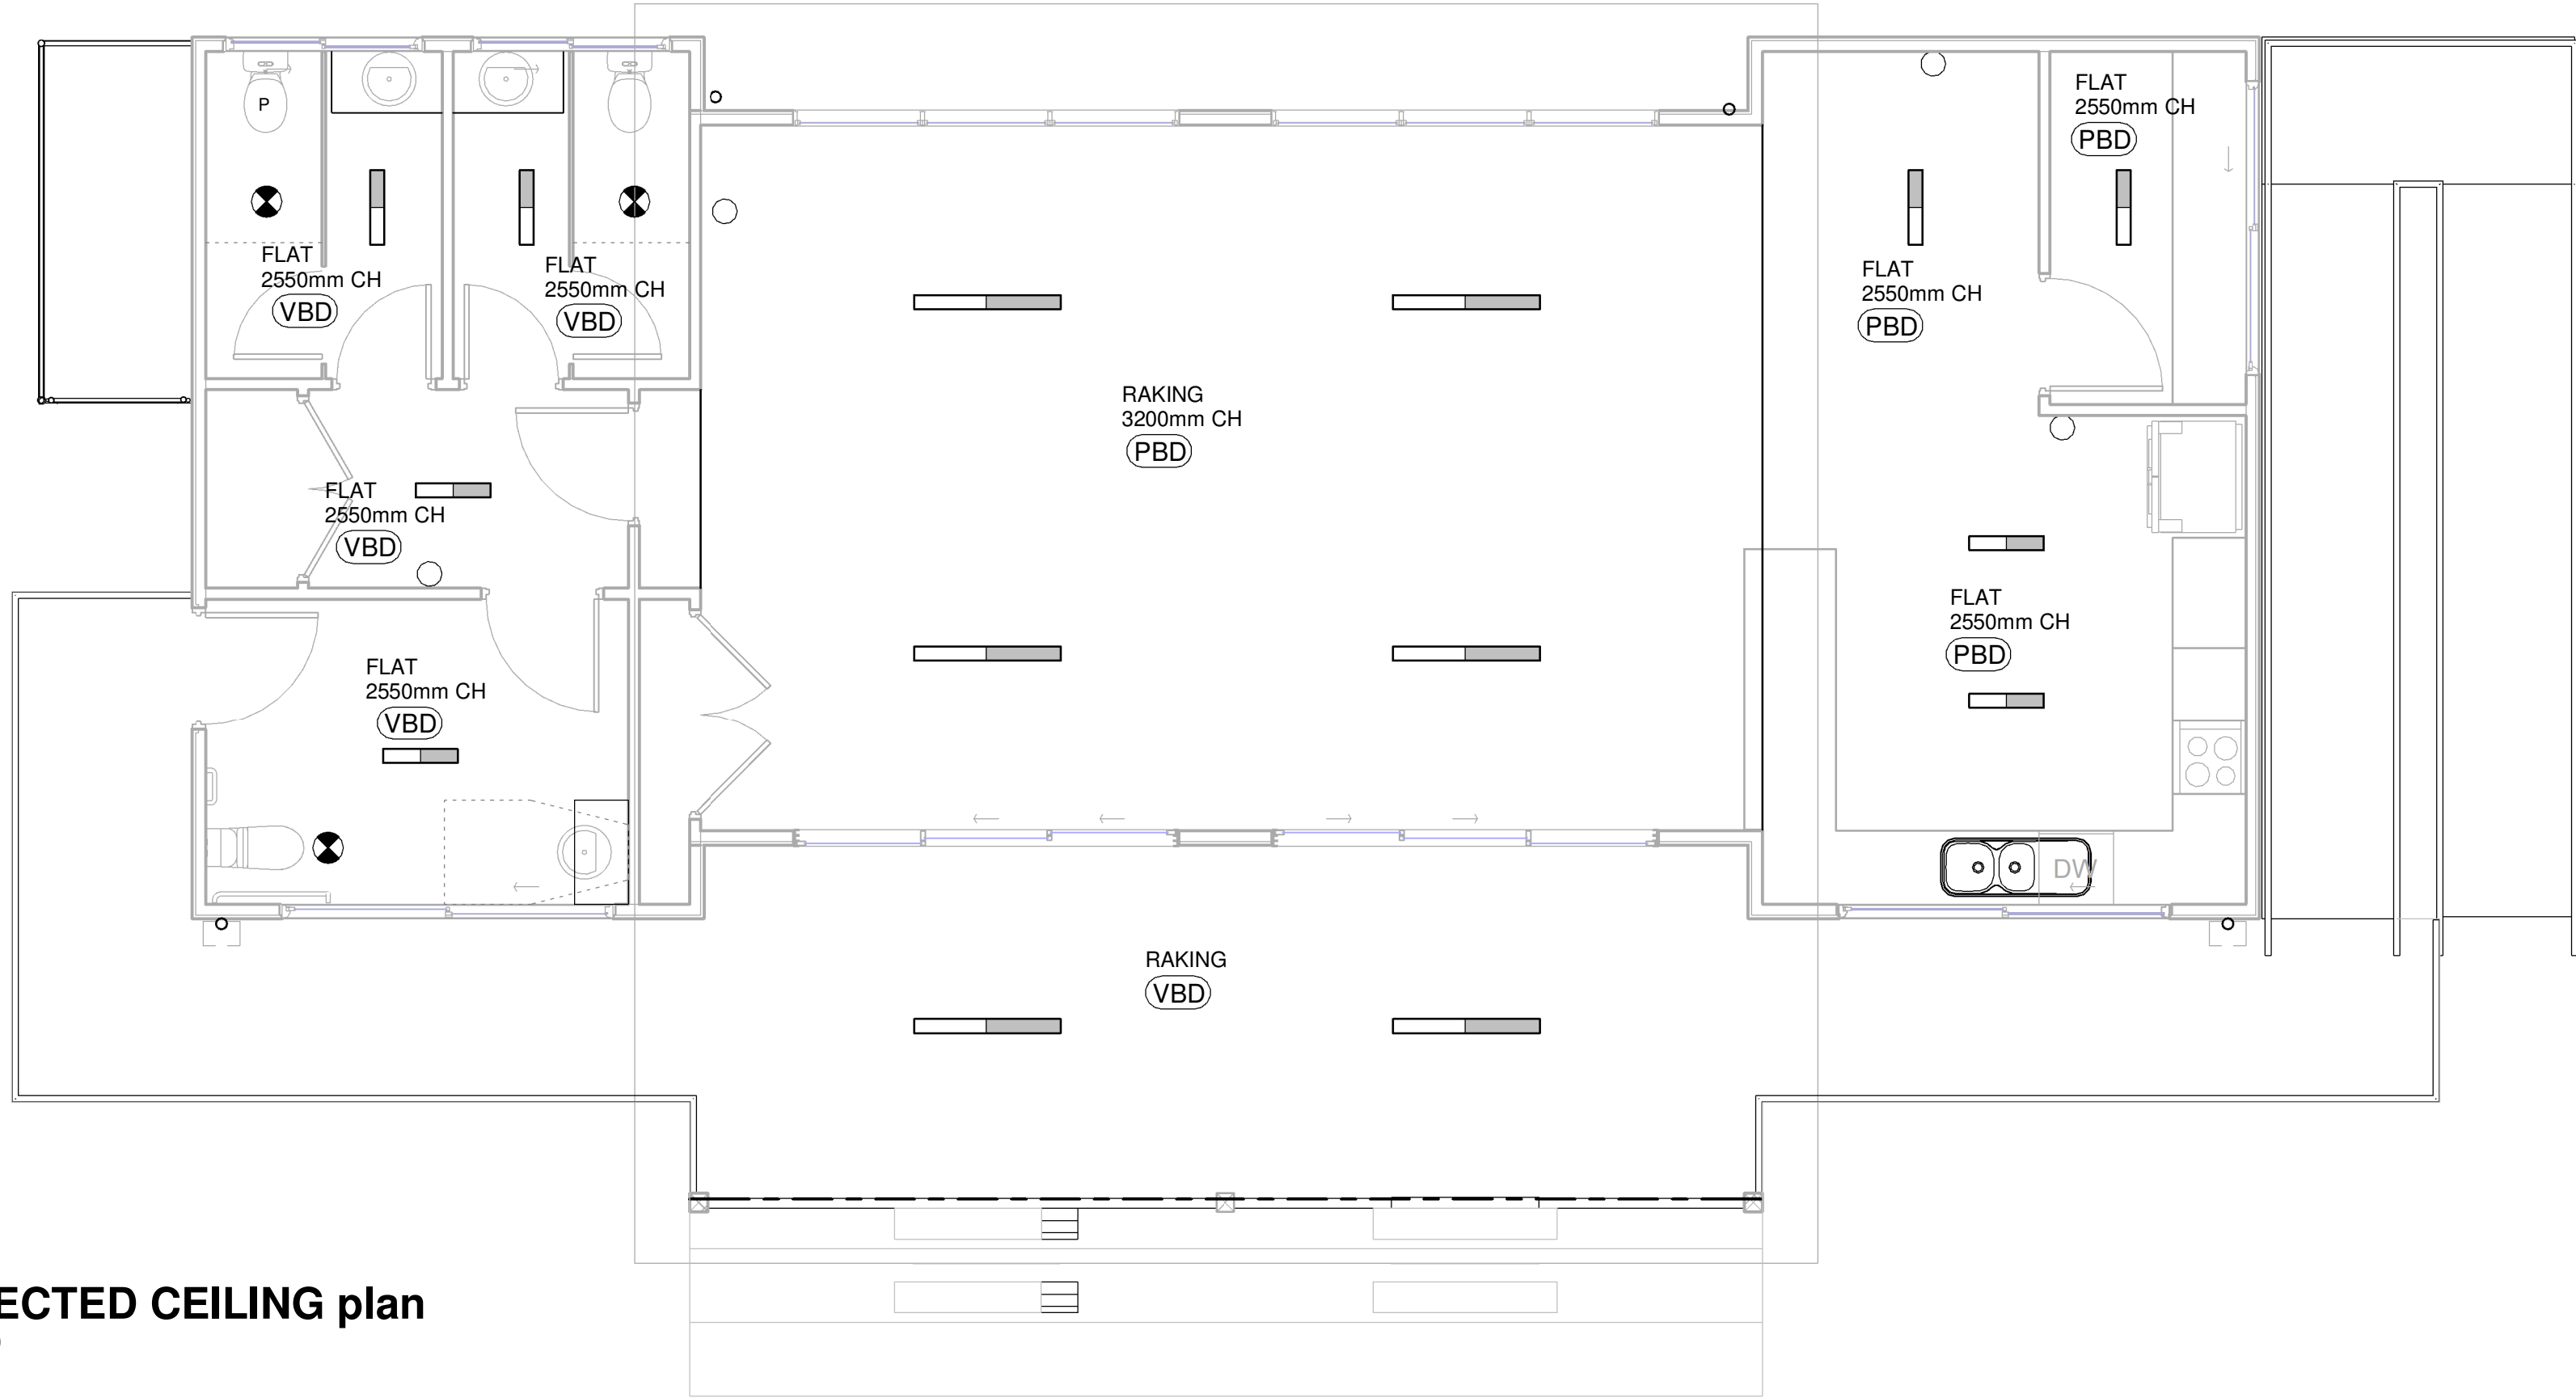 P
FLAT
2550mm CH
VBD
FLAT
2550mm CH
VBD
FLAT
2550mm CH
PBD
FLAT
2550mm CH
PBD
RAKING
3200mm CH
PBD
FLAT
2550mm CH
VBD
FLAT
2550mm CH
PBD
FLAT
2550mm CH
VBD
DW
RAKING
VBD
ECTED CEILING plan